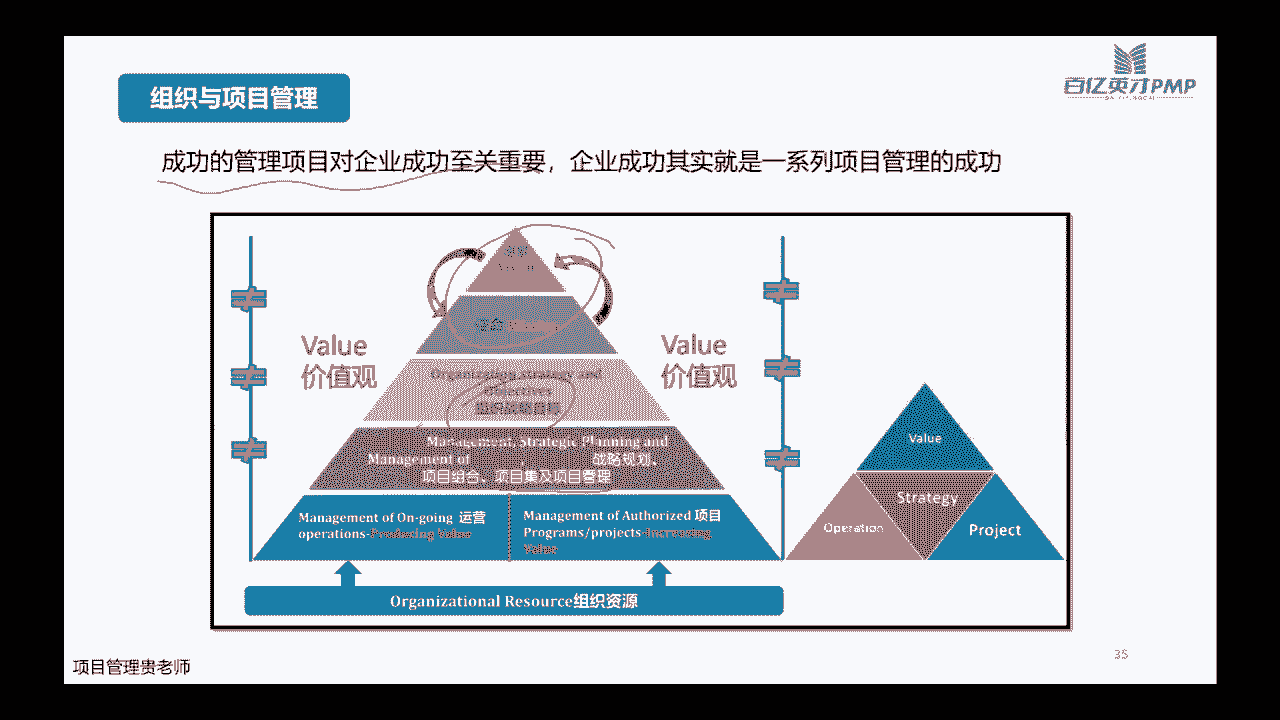 百亿英才PMP
组织与项目管理
成功的管理项目对企业成功至关重要，企业成功其实就是一系列项目管理的成功
Value
价值观
Value
价值观
Organization strategy and
组织战略目标
Management, Strategic Planning and
Management of 战略规划、
项目组合、项目集及项目管理
Management of On-going 运营
operations-Producing Value
Management of Authorized 项目
Programs/projects-Increasing
Value
Organizational Resource组织资源
Value
Strategy
Operation
Project
项目管理贵老师
35